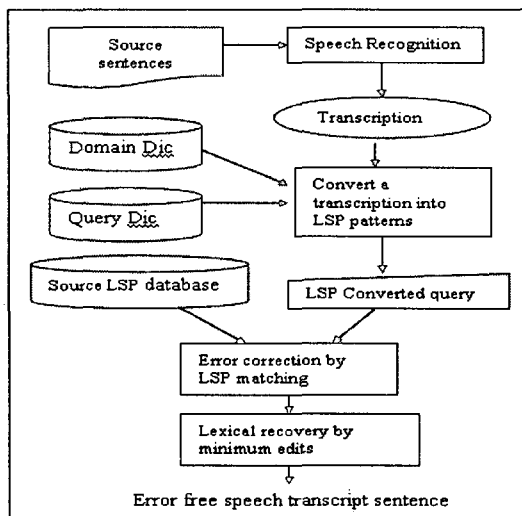 Source
sentences
Speech Recognition
Transcription
Domain Dic
Query Dic
Convert a
transcription into
LSP patterns
Source LSP database
LSP Converted query
Error correction by
LSP matching
Lexical recovery by
minimum edits
Error free speech transcript sentence